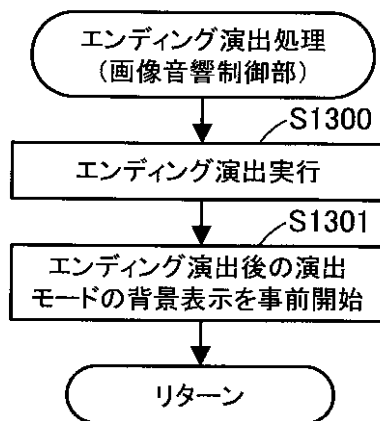 エンディング演出処理
(画像音響制御部)
S1300
エンディング演出実行
S1301
エンディング演出後の演出
モードの背景表示を事前開始
リターン